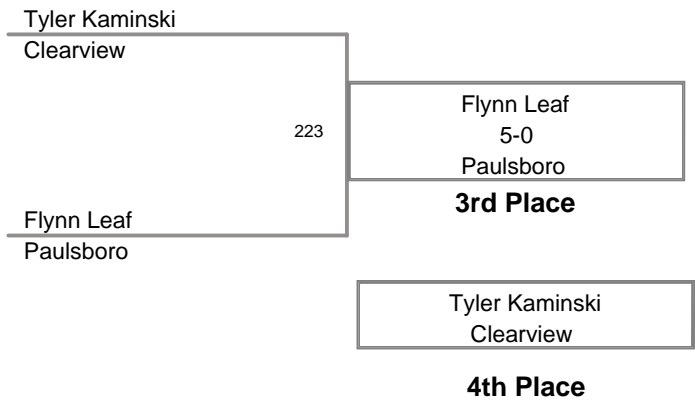 Tyler Kaminski
Clearview
223
Flynn Leaf
5-0
Paulsboro
3rd Place
Flynn Leaf
Paulsboro
Tyler Kaminski
Clearview
4th Place